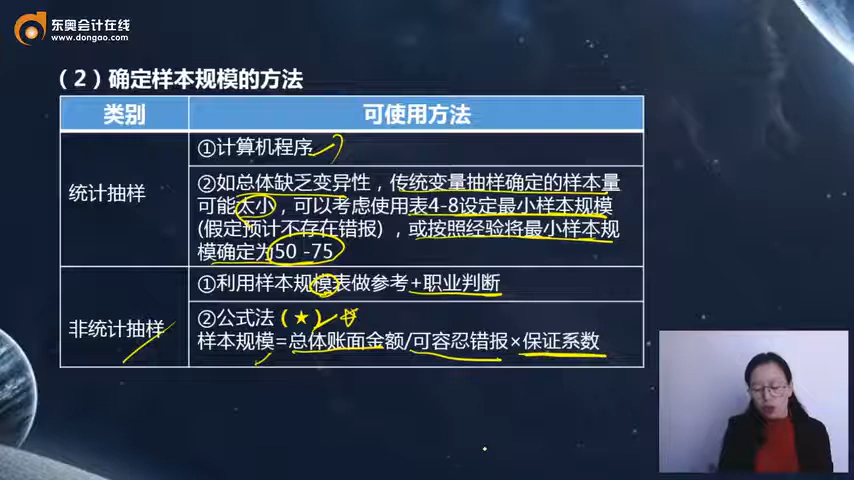 东奥会计在线
www.dongao.com
（2）确定样本规模的方法
类别
可使用方法
统计抽样
①计算机程序
②如总体缺乏变异性，传统变量抽样确定的样本量
可能太小，可以考虑使用表4-8设定最小样本规模
(假定预计不存在错报)，或按照经验将最小样本规
模确定为50 -75
非统计抽样
①利用样本规模表做参考+职业判断
②公式法（★）
样本规模=总体账面金额/可容忍错报×保证系数